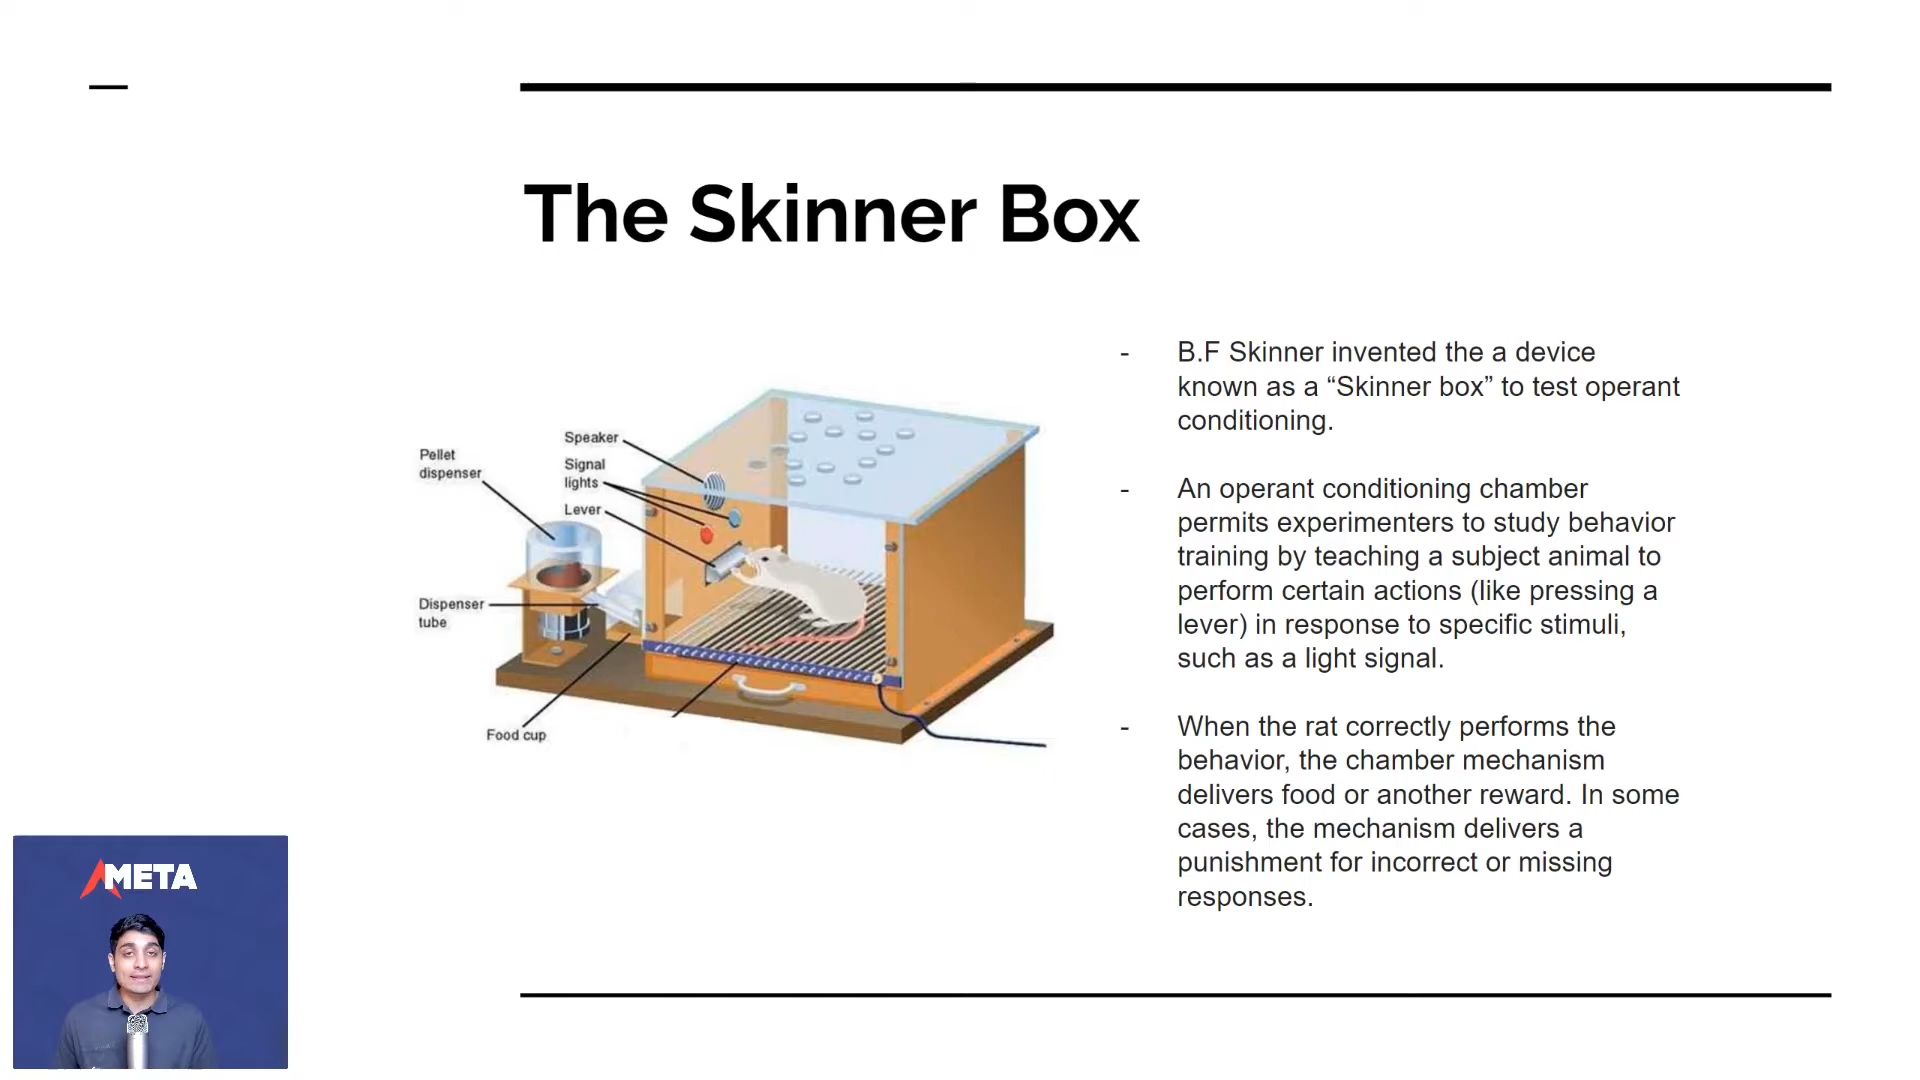 The Skinner Box
Speaker
Pellet
dispenser
Signal
lights
Lever
Dispenser
tube
Food cup
- B.F Skinner invented the a device
known as a “Skinner box” to test operant
conditioning.
- An operant conditioning chamber
permits experimenters to study behavior
training by teaching a subject animal to
perform certain actions (like pressing a
lever) in response to specific stimuli,
such as a light signal.
- When the rat correctly performs the
behavior, the chamber mechanism
delivers food or another reward. In some
cases, the mechanism delivers a
punishment for incorrect or missing
responses.
META